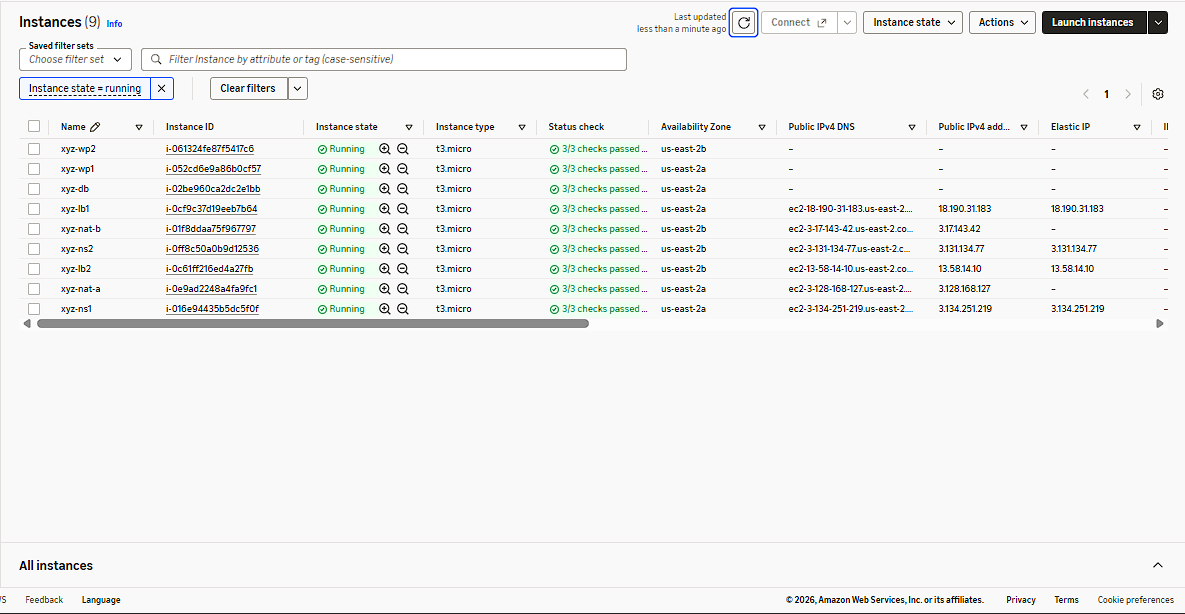 Instances (9) Info
Last updated
less than a minute ago
Connect
Instance state
Actions
Launch instances
Saved filter sets
Choose filter set
Filter Instance by attribute or tag (case-sensitive)
Instance state = running
Clear filters
1
Name Instance ID Instance state Instance type Status check Availability Zone Public IPv4 DNS Public IPv4 add... Elastic IP
xyz-wp2 i-061324fe87f5417c6 Running t3.micro 3/3 checks passed ... us-east-2b – – – –
xyz-wp1 i-052cd6e9a86b0cf57 Running t3.micro 3/3 checks passed ... us-east-2a – – – –
xyz-db i-02be960ca2dc2e1bb Running t3.micro 3/3 checks passed ... us-east-2a – – – –
xyz-lb1 i-0cf9c37d19eeb7b64 Running t3.micro 3/3 checks passed ... us-east-2a ec2-18-190-31-183.us-east-2.... 18.190.31.183 18.190.31.183 –
xyz-nat-b i-01f8ddaa75f967797 Running t3.micro 3/3 checks passed ... us-east-2b ec2-3-17-143-42.us-east-2.co... 3.17.143.42 – –
xyz-ns2 i-0ff8c50a0b9d12536 Running t3.micro 3/3 checks passed ... us-east-2b ec2-3-131-134-77.us-east-2.c... 3.131.134.77 3.131.134.77 –
xyz-lb2 i-0c61ff216ed4a27fb Running t3.micro 3/3 checks passed ... us-east-2b ec2-13-58-14-10.us-east-2.co... 13.58.14.10 13.58.14.10 –
xyz-nat-a i-0e9ad2248a4fa9fc1 Running t3.micro 3/3 checks passed ... us-east-2a ec2-3-128-168-127.us-east-2.... 3.128.168.127 – –
xyz-ns1 i-016e94435b5dc5f0f Running t3.micro 3/3 checks passed ... us-east-2a ec2-3-134-251-219.us-east-2.... 3.134.251.219 3.134.251.219 –
All instances
Feedback Language © 2026, Amazon Web Services, Inc. or its affiliates. Privacy Terms Cookie preferences